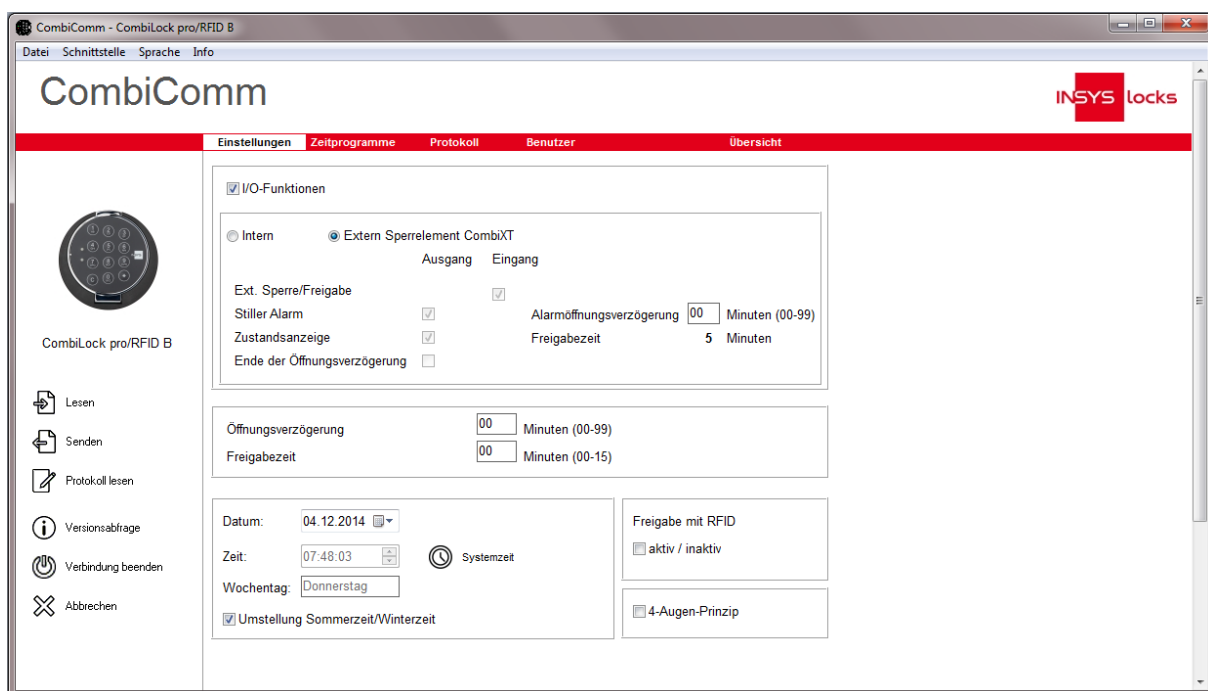 CombiComm - CombiLock pro/RFID B
Datei Schnittstelle Sprache Info
CombiComm
INSYS locks
Einstellungen Zeitprogramme Protokoll Benutzer Übersicht
I/O-Funktionen
Intern Extern Sperrelement CombiXT
Ausgang Eingang
Ext. Sperre/Freigabe
Stiller Alarm Alarmöffnungsverzögerung 00 Minuten (00-99)
Zustandsanzeige Freigabezeit 5 Minuten
Ende der Öffnungsverzögerung
CombiLock pro/RFID B
Lesen
Senden
Protokoll lesen
Versionsabfrage
Verbindung beenden
Abbrechen
Öffnungsverzögerung 00 Minuten (00-99)
Freigabezeit 00 Minuten (00-15)
Datum: 04.12.2014
Zeit: 07:48:03 Systemzeit
Wochentag: Donnerstag
Umstellung Sommerzeit/Winterzeit
Freigabe mit RFID
aktiv / inaktiv
4-Augen-Prinzip